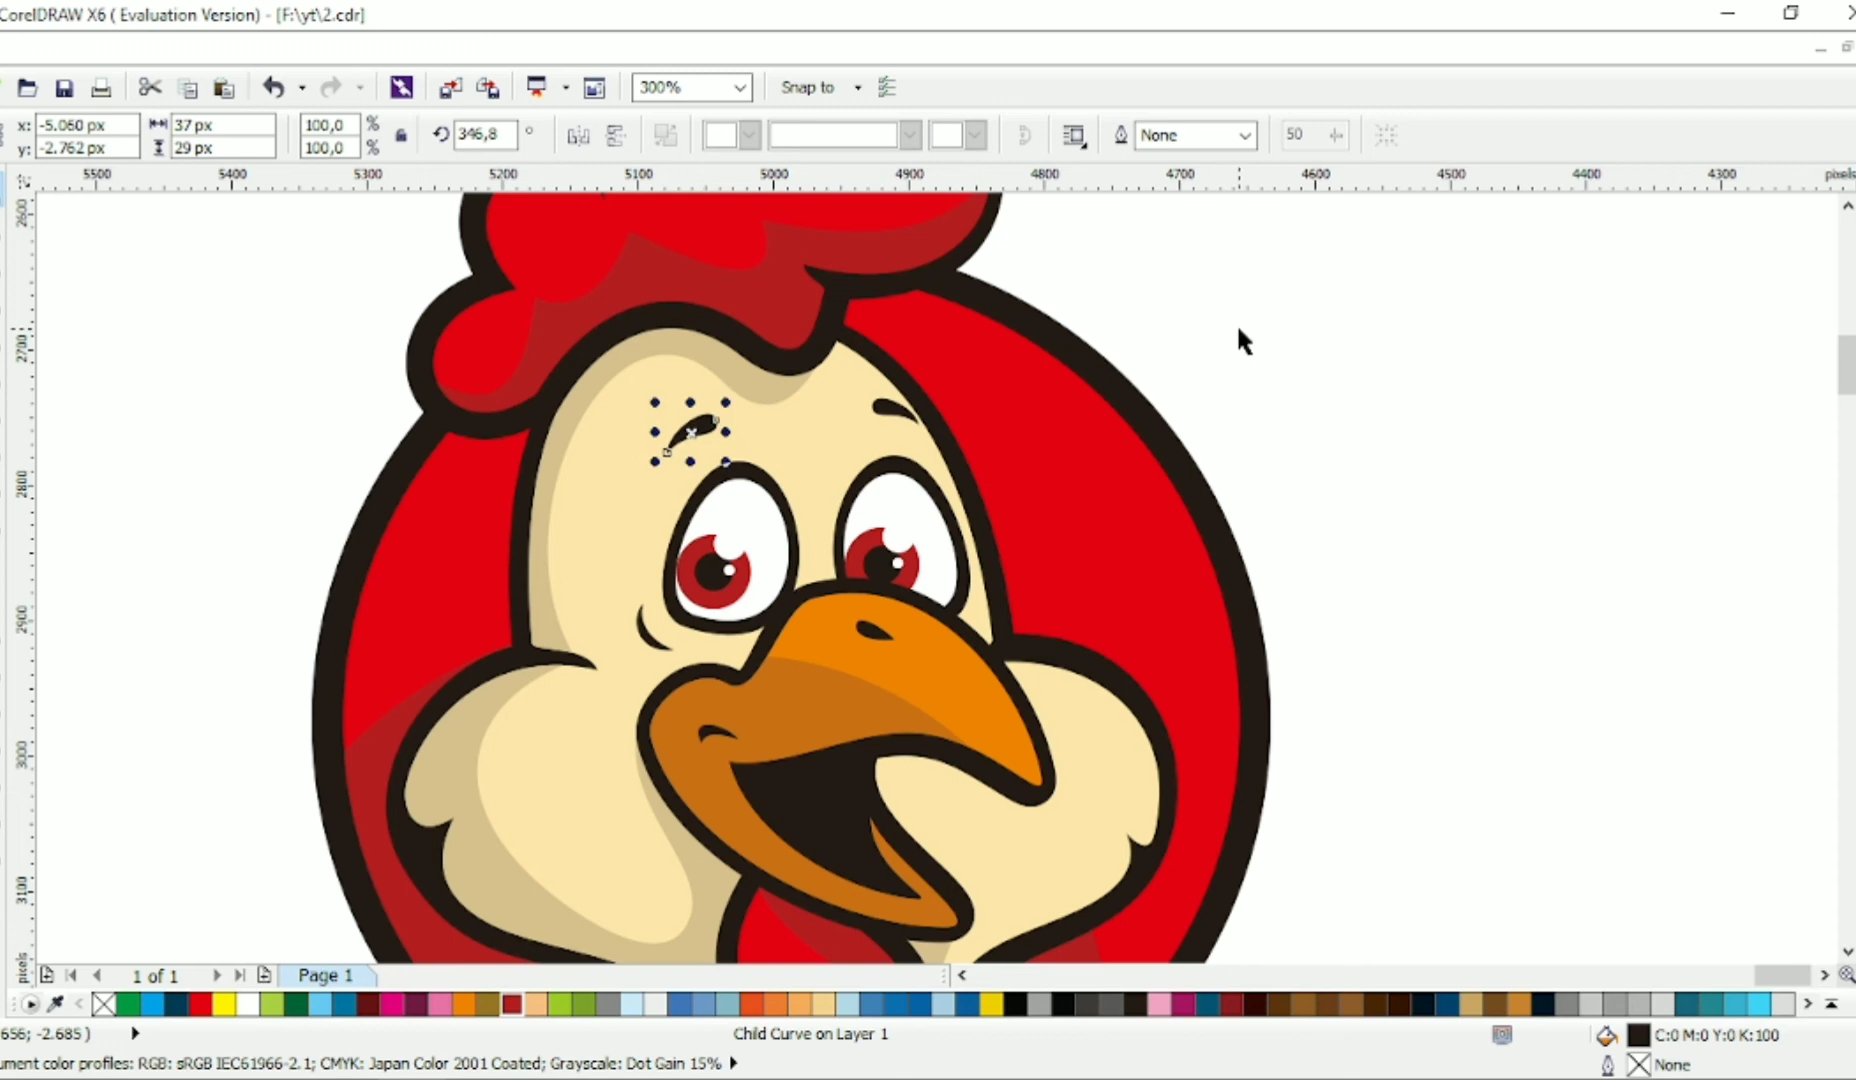 CorelDRAW X6 ( Evaluation Version) - [F:\yt\2.cdr]
300%
Snap to
x: -5.060 px
37 px
100,0 %
346,8 °
None
50
y: -2.762 px
29 px
100,0 %
5500 5400 5300 5200 5100 5000 4900 4800 4700 4600 4500 4400 4300 pixels
2600
2700
2800
2900
3000
3100
pixels
1 of 1
Page 1
656; -2.685 )
Child Curve on Layer 1
C:0 M:0 Y:0 K:100
ument color profiles: RGB: sRGB IEC61966-2.1; CMYK: Japan Color 2001 Coated; Grayscale: Dot Gain 15%
None